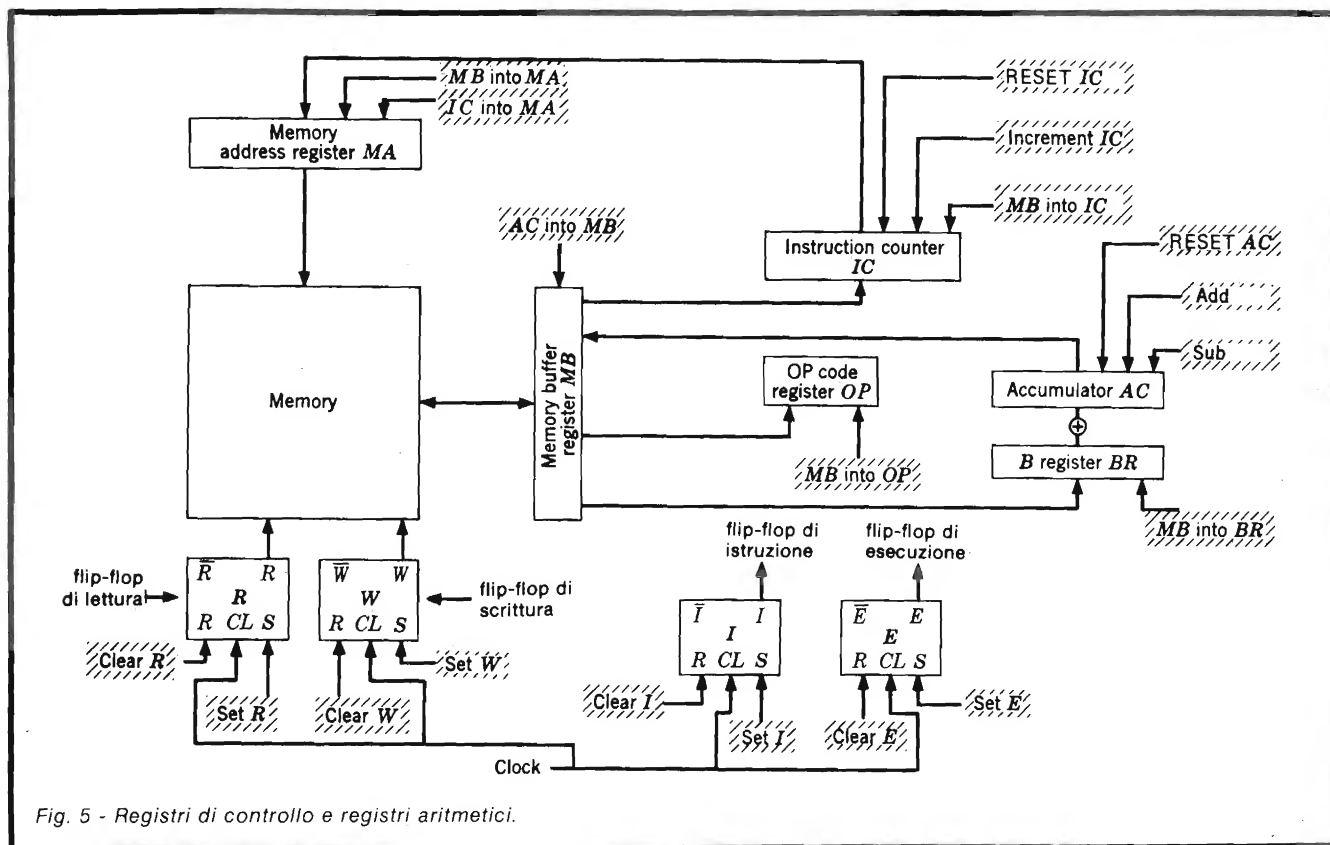 MB into MA
IC into MA
Memory
address register MA
RESET IC
Increment IC
MB into IC
AC into MB
Instruction counter
IC
RESET AC
Add
Sub
Memory
Memory buffer
register MB
OP code
register OP
Accumulator AC
B register BR
MB into OP
MB into BR
flip-flop di
istruzione
flip-flop di
esecuzione
flip-flop
di lettura
R̅ R
R
R CL S
W̅ W
W
R CL S
flip-flop di
scrittura
I̅ I
I
R CL S
E̅ E
E
R CL S
Clear R
Set R
Clear W
Set W
Clear I
Set I
Clear E
Set E
Clock
Fig. 5 - Registri di controllo e registri aritmetici.